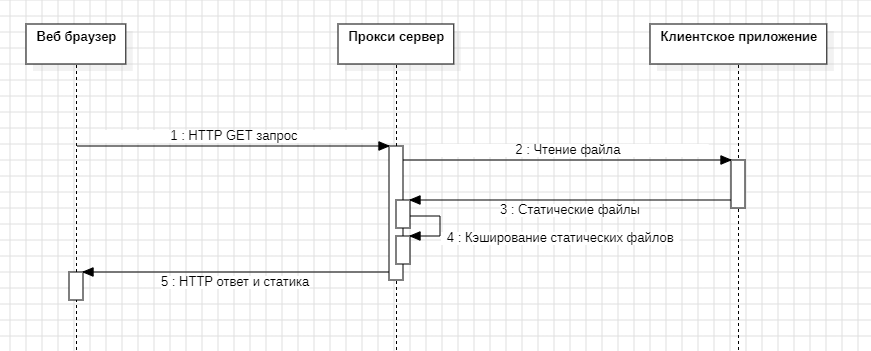 Веб браузер
Прокси сервер
Клиентское приложение
1 : HTTP GET запрос
2 : Чтение файла
3 : Статические файлы
4 : Кэширование статических файлов
5 : HTTP ответ и статика